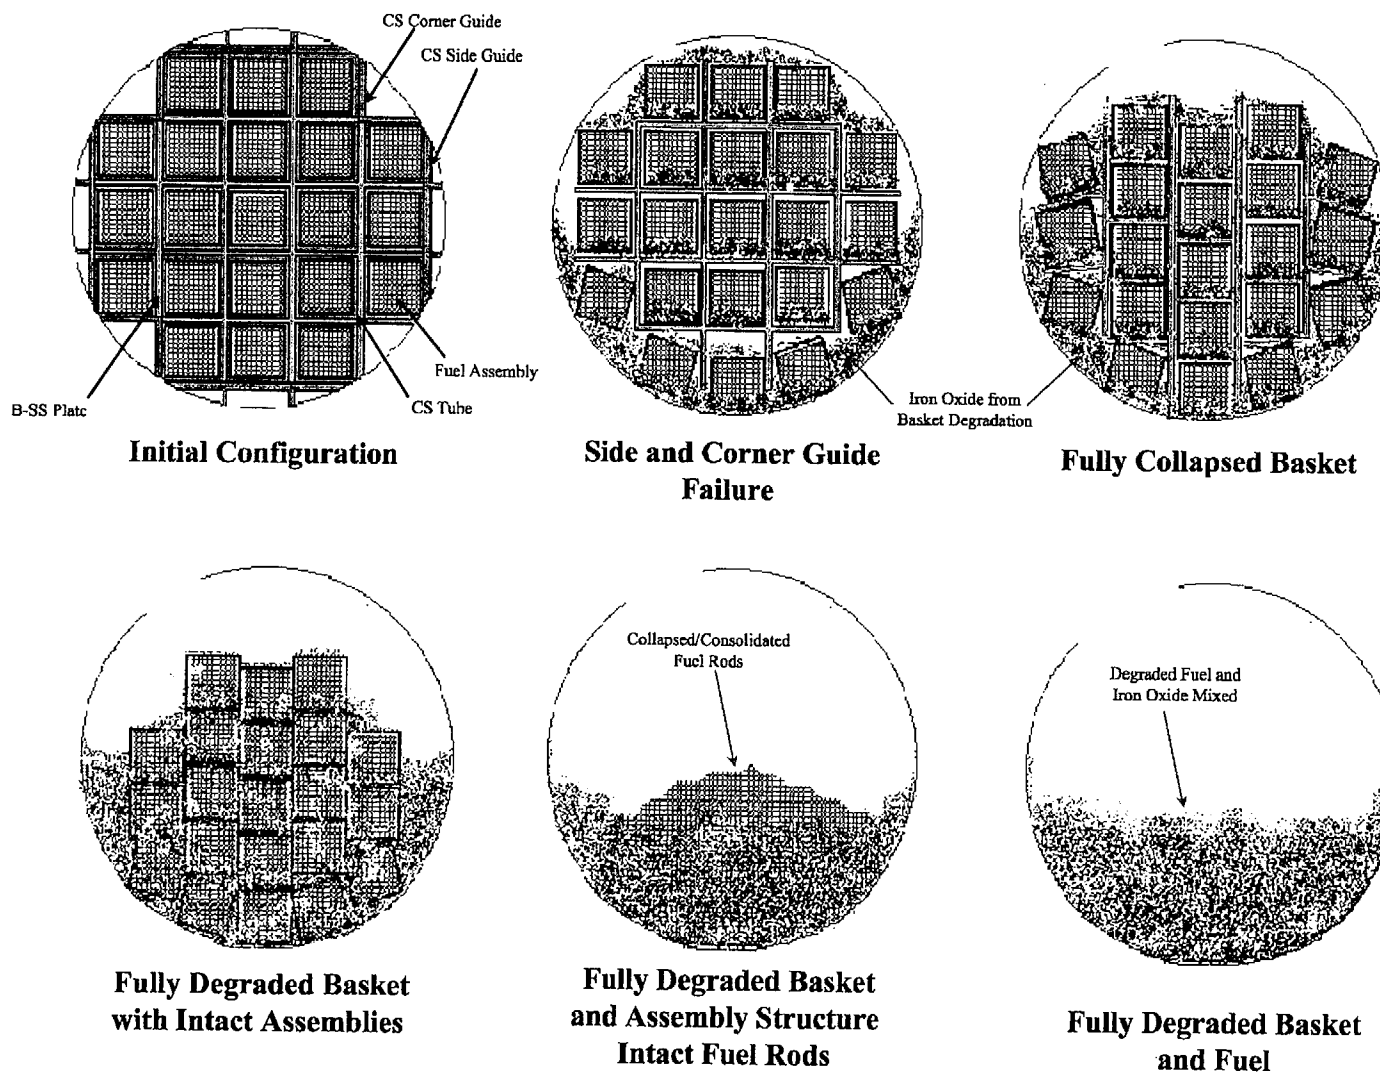 CS Corner Guide
CS Side Guide
Fuel Assembly
B-SS Plate
CS Tube
Initial Configuration
Iron Oxide from
Basket Degradation
Side and Corner Guide
Failure
Fully Collapsed Basket
Collapsed/Consolidated
Fuel Rods
Degraded Fuel and
Iron Oxide Mixed
Fully Degraded Basket
with Intact Assemblies
Fully Degraded Basket
and Assembly Structure
Intact Fuel Rods
Fully Degraded Basket
and Fuel